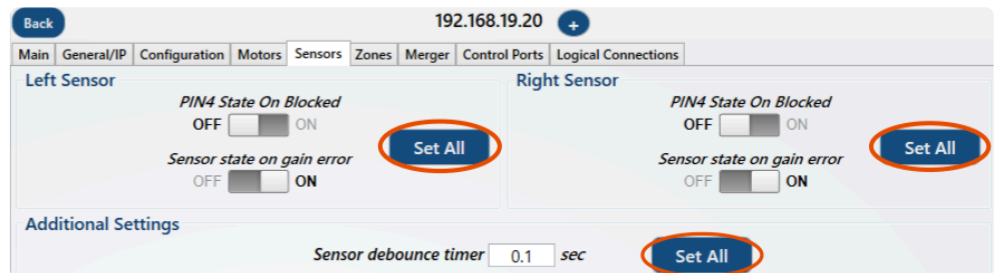 Back
192.168.19.20 +
Main General/IP Configuration Motors Sensors Zones Merger Control Ports Logical Connections
Left Sensor
PIN4 State On Blocked
OFF ON
Set All
Sensor state on gain error
OFF ON
Right Sensor
PIN4 State On Blocked
OFF ON
Set All
Sensor state on gain error
OFF ON
Additional Settings
Sensor debounce timer 0.1 sec Set All